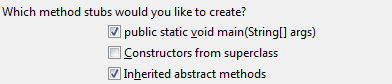 Which method stubs would you like to create?
public static void main(String[] args)
Constructors from superclass
Inherited abstract methods